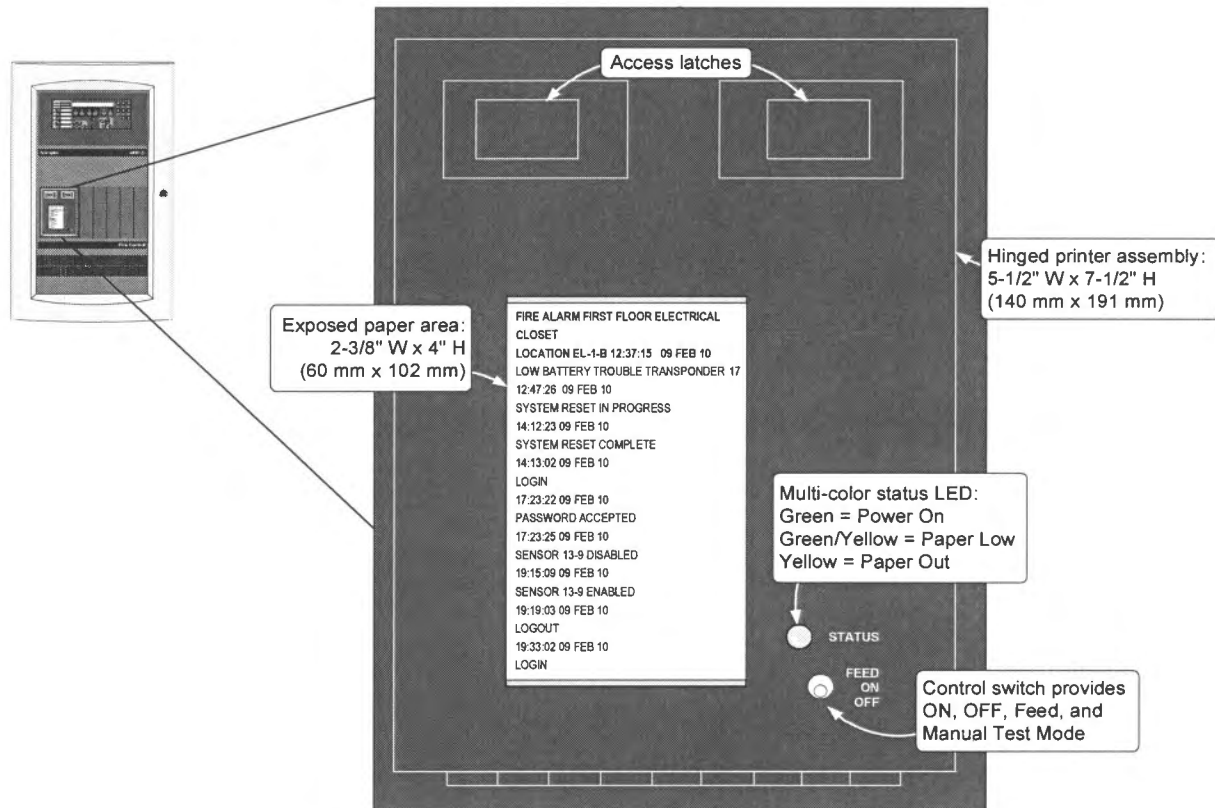 Access latches
Hinged printer assembly:
5-1/2" W x 7-1/2" H
(140 mm x 191 mm)
Exposed paper area:
2-3/8" W x 4" H
(60 mm x 102 mm)
FIRE ALARM FIRST FLOOR ELECTRICAL
CLOSET
LOCATION EL-1-B 12:37:15 09 FEB 10
LOW BATTERY TROUBLE TRANSPONDER 17
12:47:26 09 FEB 10
SYSTEM RESET IN PROGRESS
14:12:23 09 FEB 10
SYSTEM RESET COMPLETE
14:13:02 09 FEB 10
LOGIN
17:23:22 09 FEB 10
PASSWORD ACCEPTED
17:23:25 09 FEB 10
SENSOR 13-9 DISABLED
19:15:09 09 FEB 10
SENSOR 13-9 ENABLED
19:19:03 09 FEB 10
LOGOUT
19:33:02 09 FEB 10
LOGIN
Multi-color status LED:
Green = Power On
Green/Yellow = Paper Low
Yellow = Paper Out
STATUS
FEED
ON
OFF
Control switch provides
ON, OFF, Feed, and
Manual Test Mode